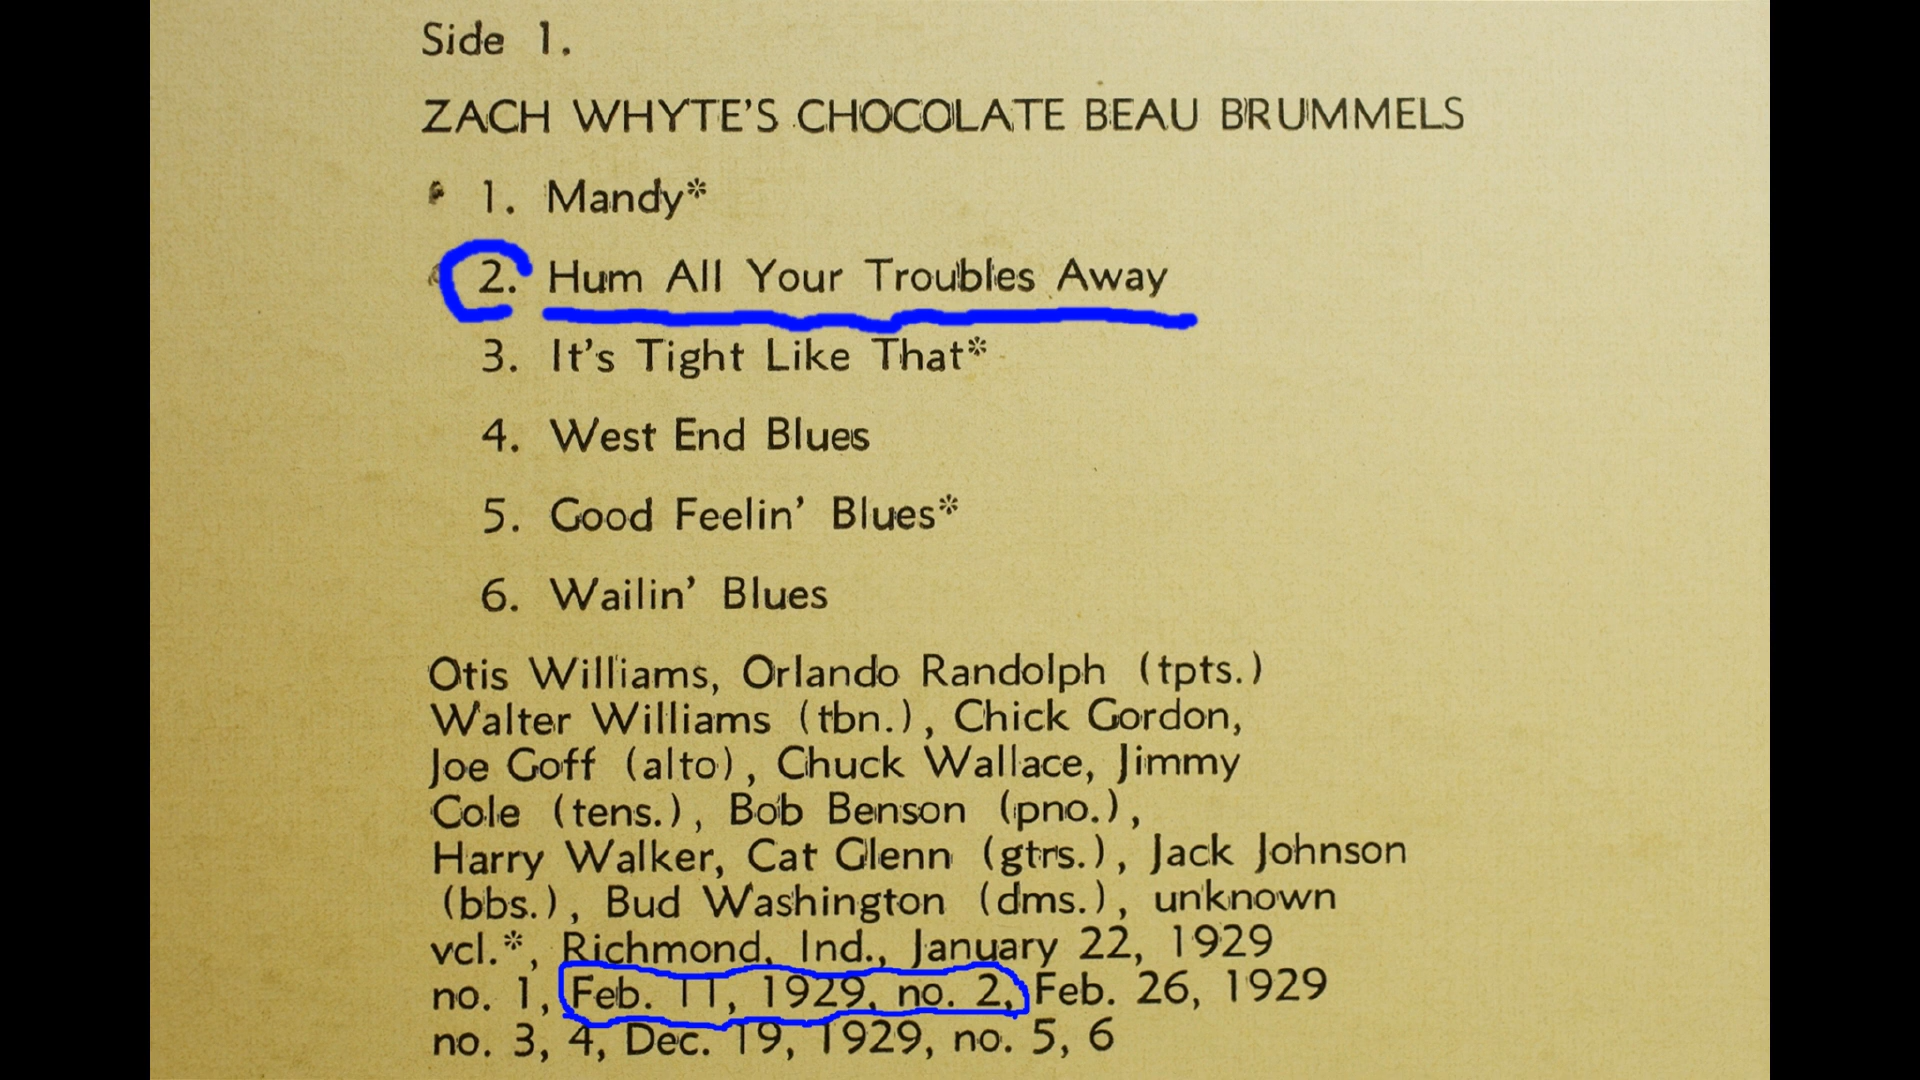 Side 1.
ZACH WHYTE'S CHOCOLATE BEAU BRUMMELS
1. Mandy*
2. Hum All Your Troubles Away
3. It's Tight Like That*
4. West End Blues
5. Good Feelin' Blues*
6. Wailin' Blues
Otis Williams, Orlando Randolph (tpts.)
Walter Williams (tbn.), Chick Gordon,
Joe Goff (alto), Chuck Wallace, Jimmy
Cole (tens.), Bob Benson (pno.),
Harry Walker, Cat Glenn (gtrs.), Jack Johnson
(bbs.), Bud Washington (dms.), unknown
vcl.*, Richmond, Ind., January 22, 1929
no. 1, Feb. 11, 1929, no. 2, Feb. 26, 1929
no. 3, 4, Dec. 19, 1929, no. 5, 6